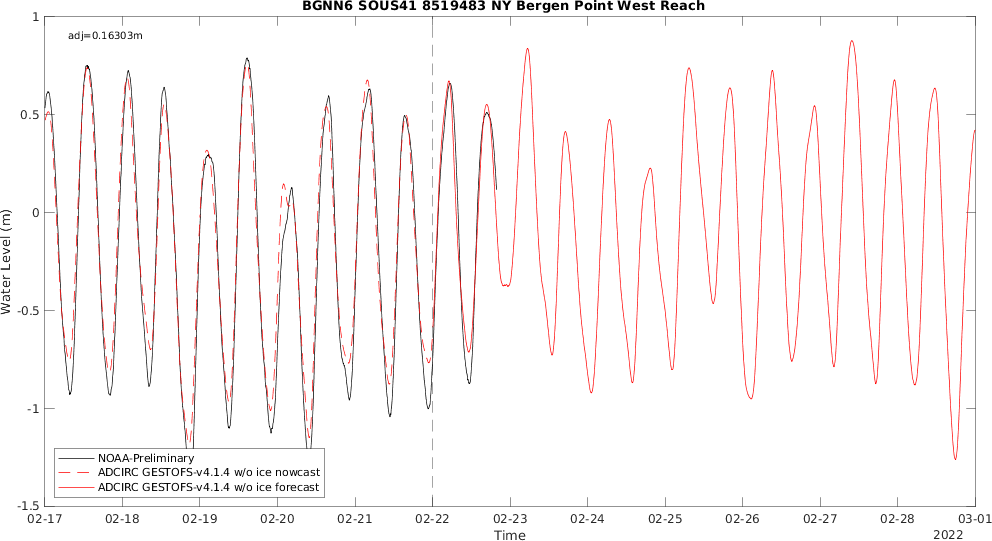 BGNN6 SOUS41 8519483 NY Bergen Point West Reach
adj=0.16303m
1
0.5
0
-0.5
-1
-1.5
Water Level (m)
NOAA-Preliminary
ADCIRC GESTOFS-v4.1.4 w/o ice nowcast
ADCIRC GESTOFS-v4.1.4 w/o ice forecast
02-17 02-18 02-19 02-20 02-21 02-22 02-23 02-24 02-25 02-26 02-27 02-28 03-01
Time
2022